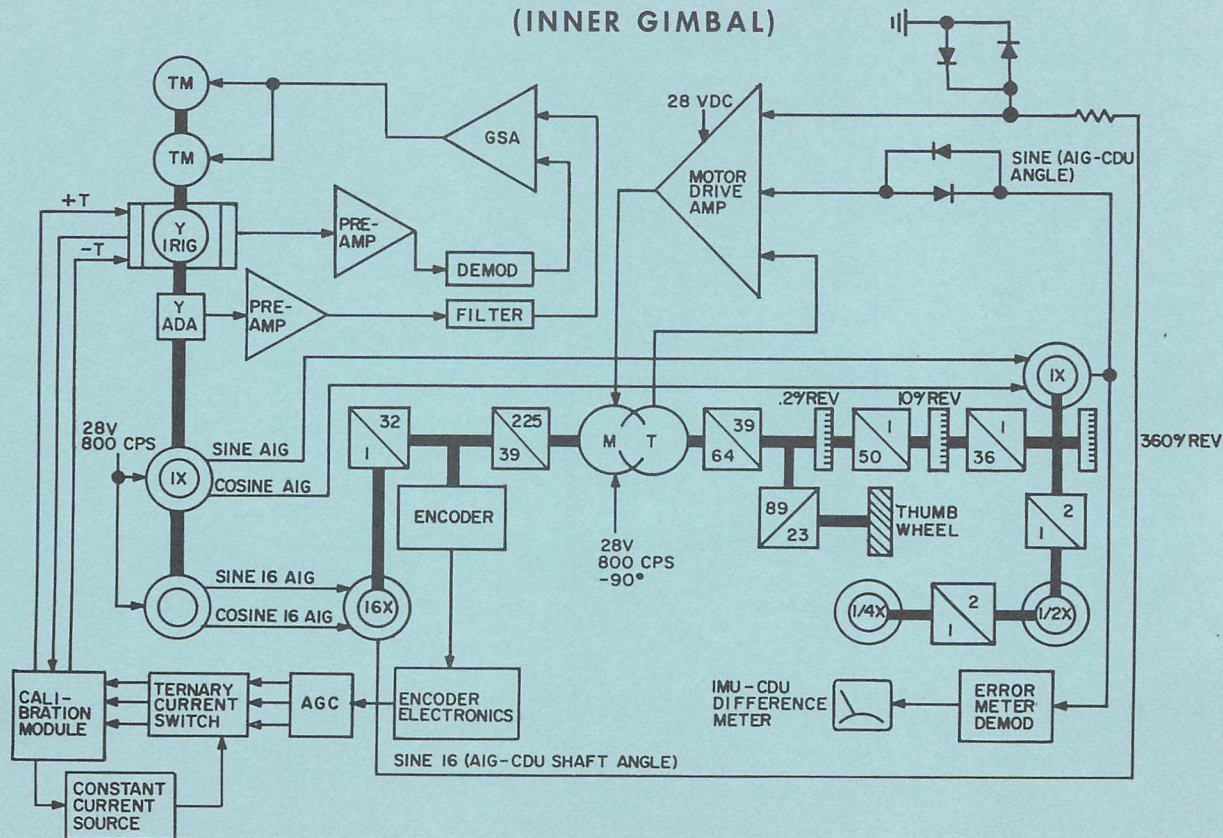 (INNER GIMBAL)
TM
TM
GSA
28 VDC
MOTOR
DRIVE
AMP
SINE (AIG-CDU
ANGLE)
+T
-T
Y
IRIG
PRE-
AMP
DEMOD
Y
ADA
PRE-
AMP
FILTER
28V
800 CPS
SINE AIG
COSINE AIG
1X
SINE 16 AIG
COSINE 16 AIG
16X
32
1
225
39
ENCODER
M
T
28V
800 CPS
-90°
39
64
.2°/REV
1
50
10°/REV
1
36
1X
360°/REV
89
23
THUMB
WHEEL
2
1
1/4X
2
1
1/2X
CALI-
BRATION
MODULE
TERNARY
CURRENT
SWITCH
AGC
ENCODER
ELECTRONICS
IMU-CDU
DIFFERENCE
METER
ERROR
METER
DEMOD
SINE 16 (AIG-CDU SHAFT ANGLE)
CONSTANT
CURRENT
SOURCE